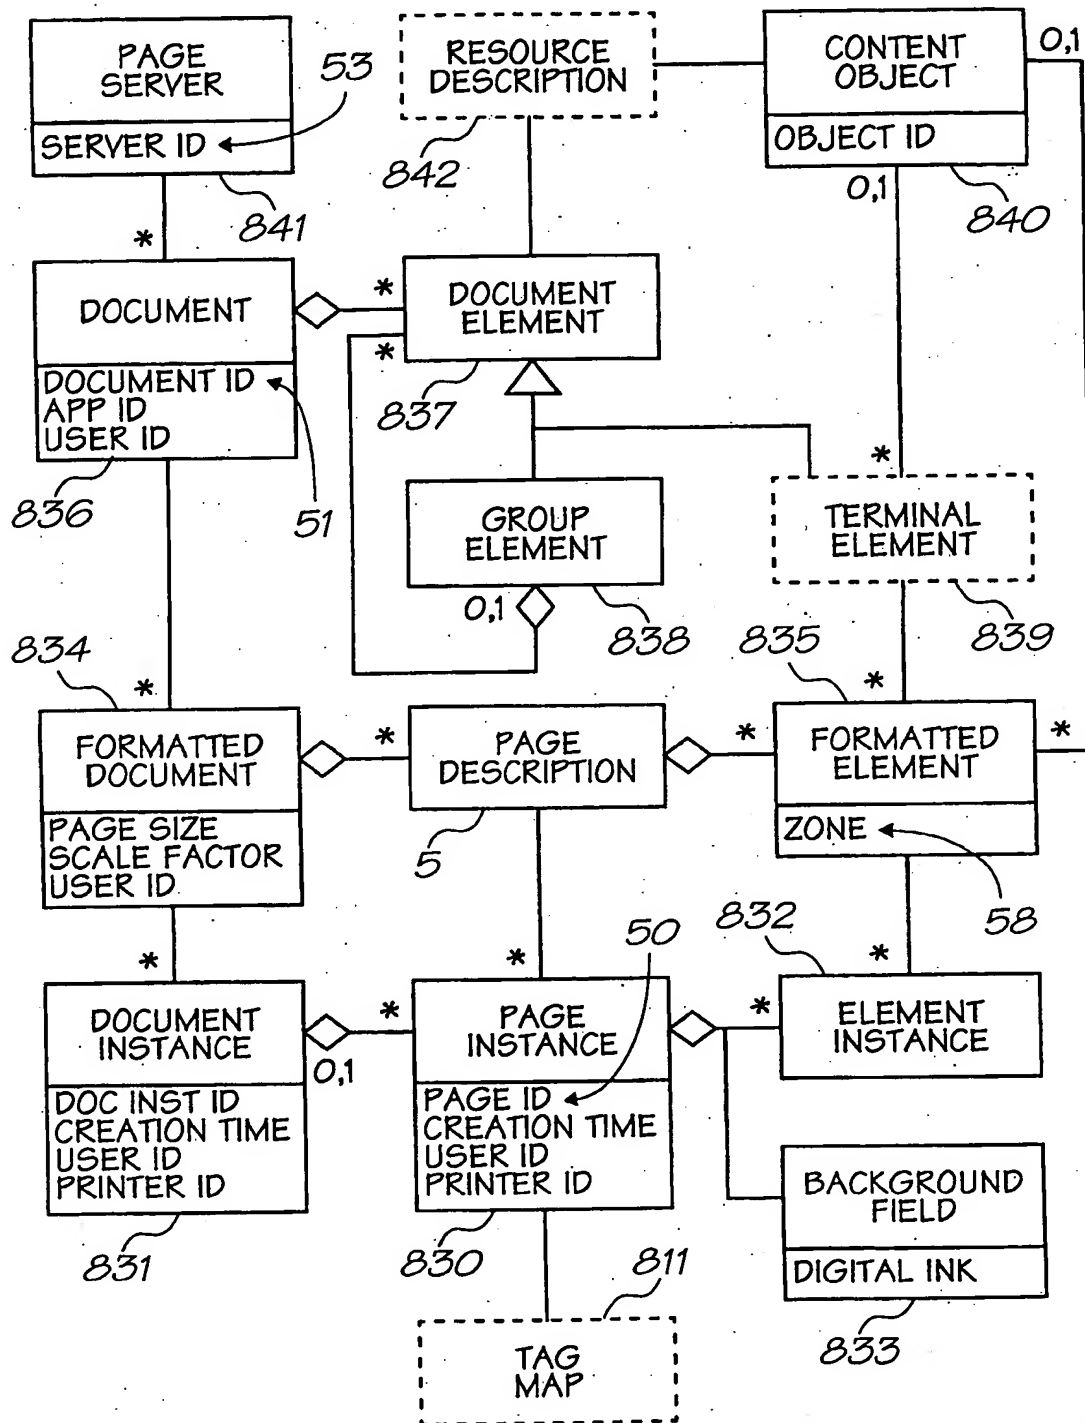 PAGE
SERVER
SERVER ID
53
841
*
RESOURCE
DESCRIPTION
842
CONTENT
OBJECT
OBJECT ID
0,1
0,1
840
DOCUMENT
DOCUMENT ID
APP ID
USER ID
836
51
*
*
DOCUMENT
ELEMENT
837
GROUP
ELEMENT
0,1
838
*
TERMINAL
ELEMENT
839
834
*
FORMATTED
DOCUMENT
PAGE SIZE
SCALE FACTOR
USER ID
*
PAGE
DESCRIPTION
5
*
835
*
FORMATTED
ELEMENT
*
ZONE
58
*
DOCUMENT
INSTANCE
0,1
DOC INST ID
CREATION TIME
USER ID
PRINTER ID
831
*
*
50
PAGE
INSTANCE
PAGE ID
CREATION TIME
USER ID
PRINTER ID
830
*
832
*
ELEMENT
INSTANCE
BACKGROUND
FIELD
DIGITAL INK
833
811
TAG
MAP